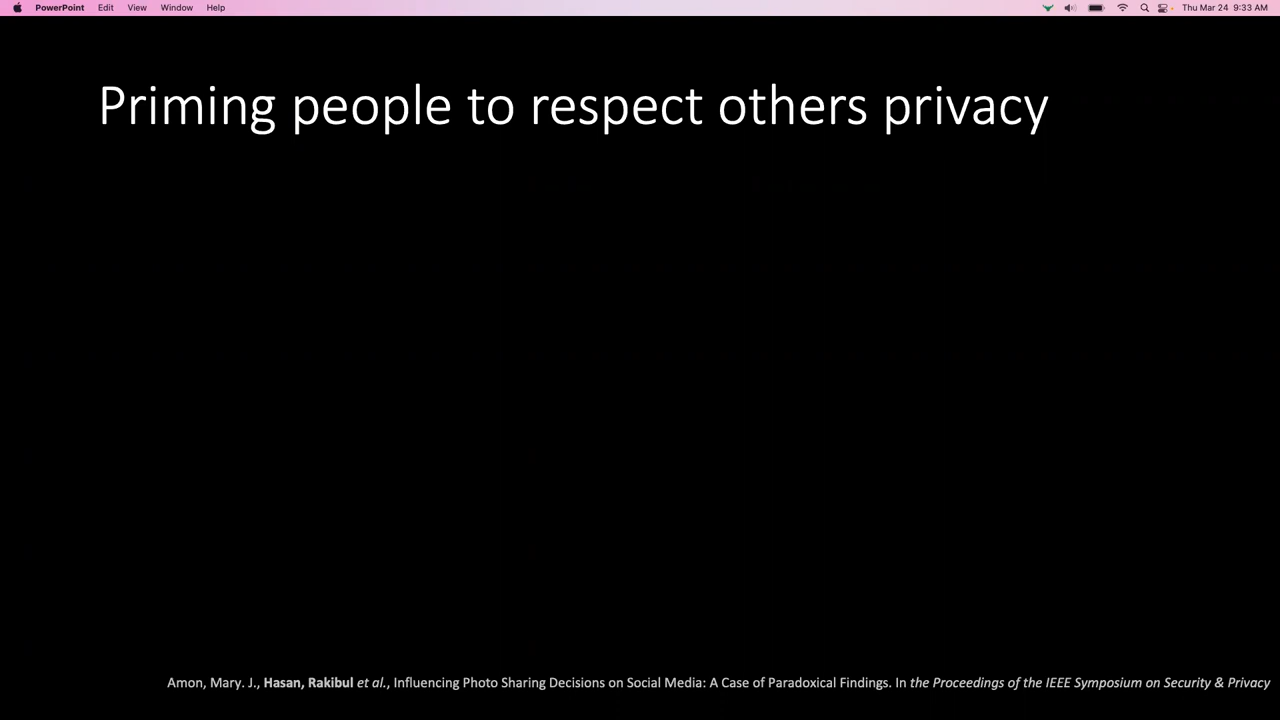 PowerPoint Edit View Window Help Thu Mar 24 9:33 AM
Priming people to respect others privacy
Amon, Mary. J., Hasan, Rakibul et al., Influencing Photo Sharing Decisions on Social Media: A Case of Paradoxical Findings. In the Proceedings of the IEEE Symposium on Security & Privacy